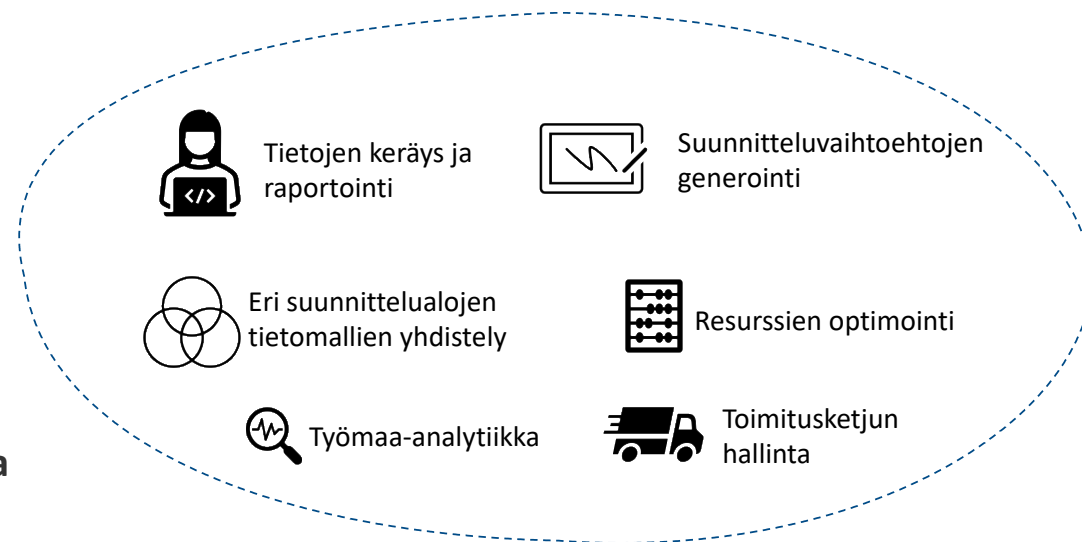 Tietojen keräys ja
raportointi
Suunnitteluvaihtoehtojen
generointi
</>
Eri suunnittelualojen
tietomallien yhdistely
Resurssien optimointi
Työmaa-analytiikka
Toimitusketjun
hallinta
a